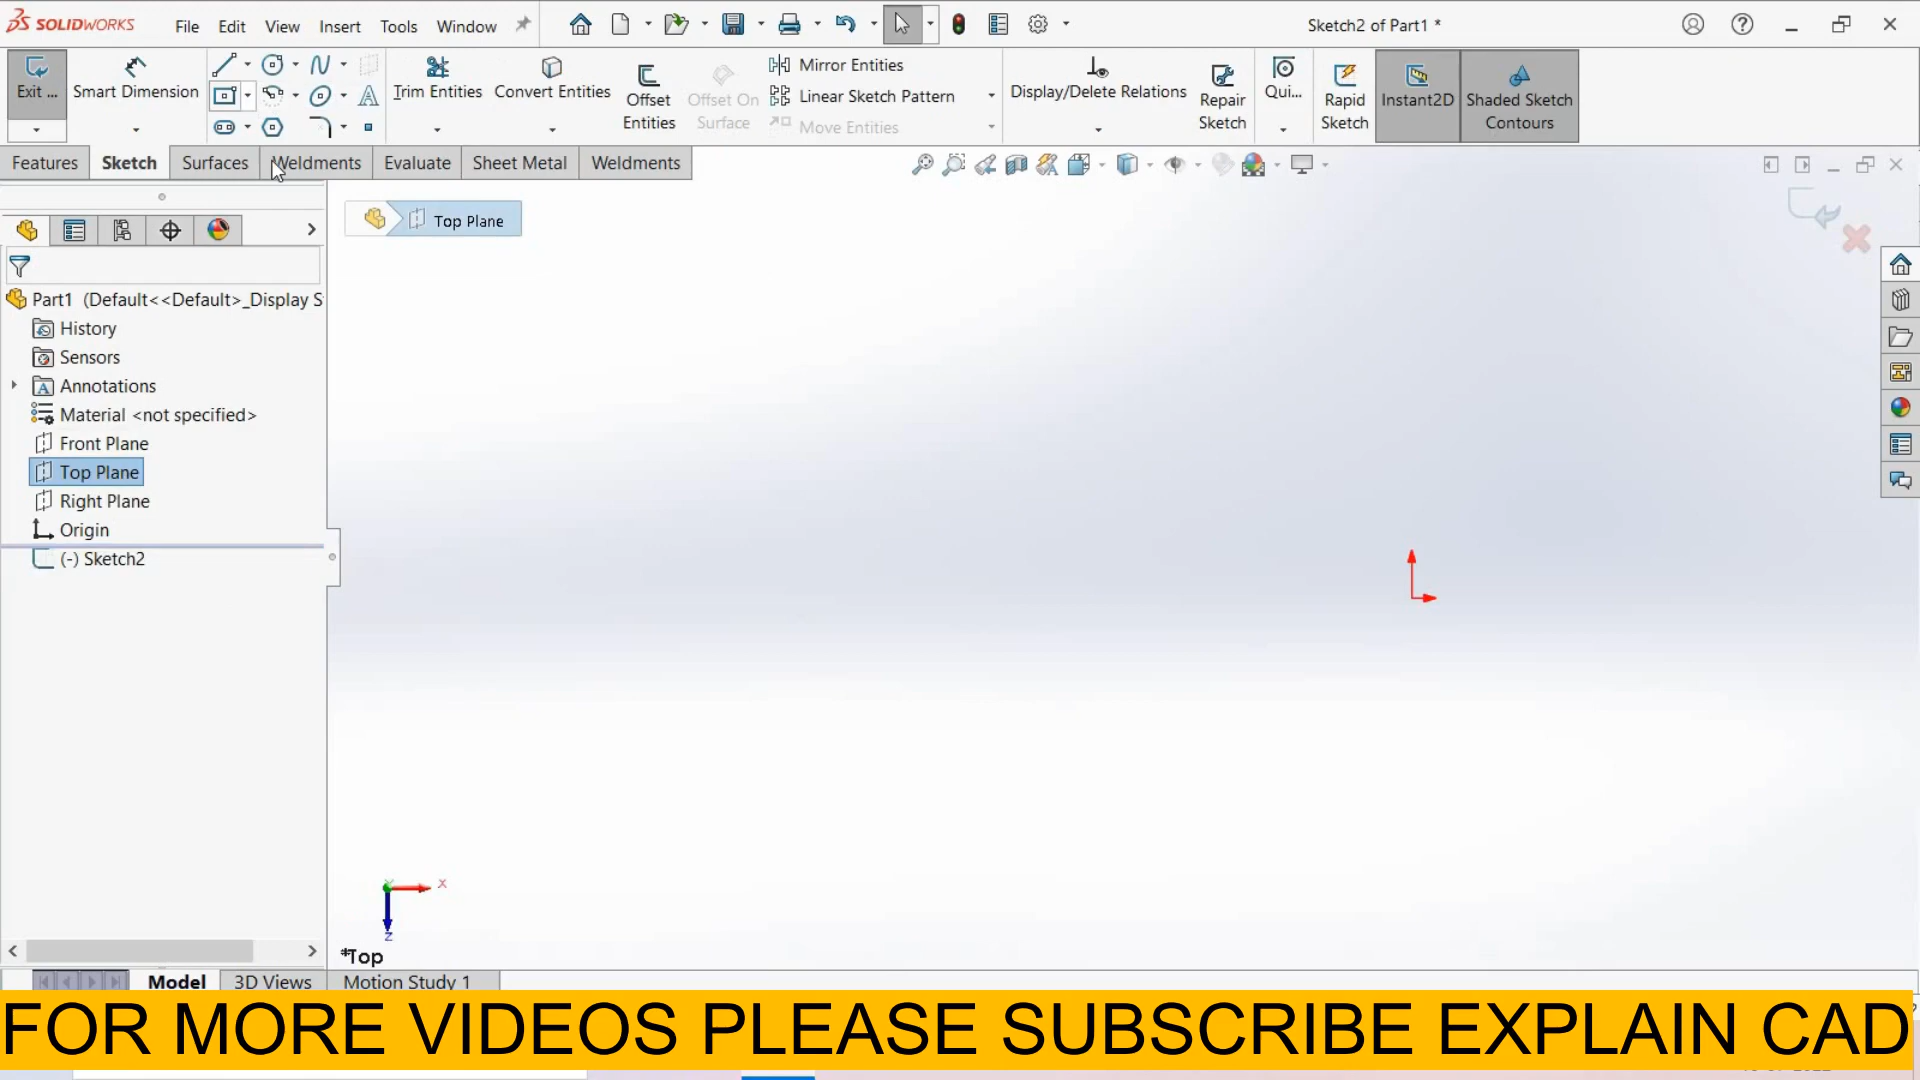 SOLIDWORKS File Edit View Insert Tools Window Sketch2 of Part1 *
Exit ... Smart Dimension Trim Entities Convert Entities Offset Entities Offset On Surface Mirror Entities Linear Sketch Pattern Move Entities Display/Delete Relations Repair Sketch Qui... Rapid Sketch Instant2D Shaded Sketch Contours
Features Sketch Surfaces Weldments Evaluate Sheet Metal Weldments
Top Plane
Part1 (Default<<Default>_Display S
History
Sensors
Annotations
Material <not specified>
Front Plane
Top Plane
Right Plane
Origin
(-) Sketch2
X
Z
*Top
Model 3D Views Motion Study 1
FOR MORE VIDEOS PLEASE SUBSCRIBE EXPLAIN CAD